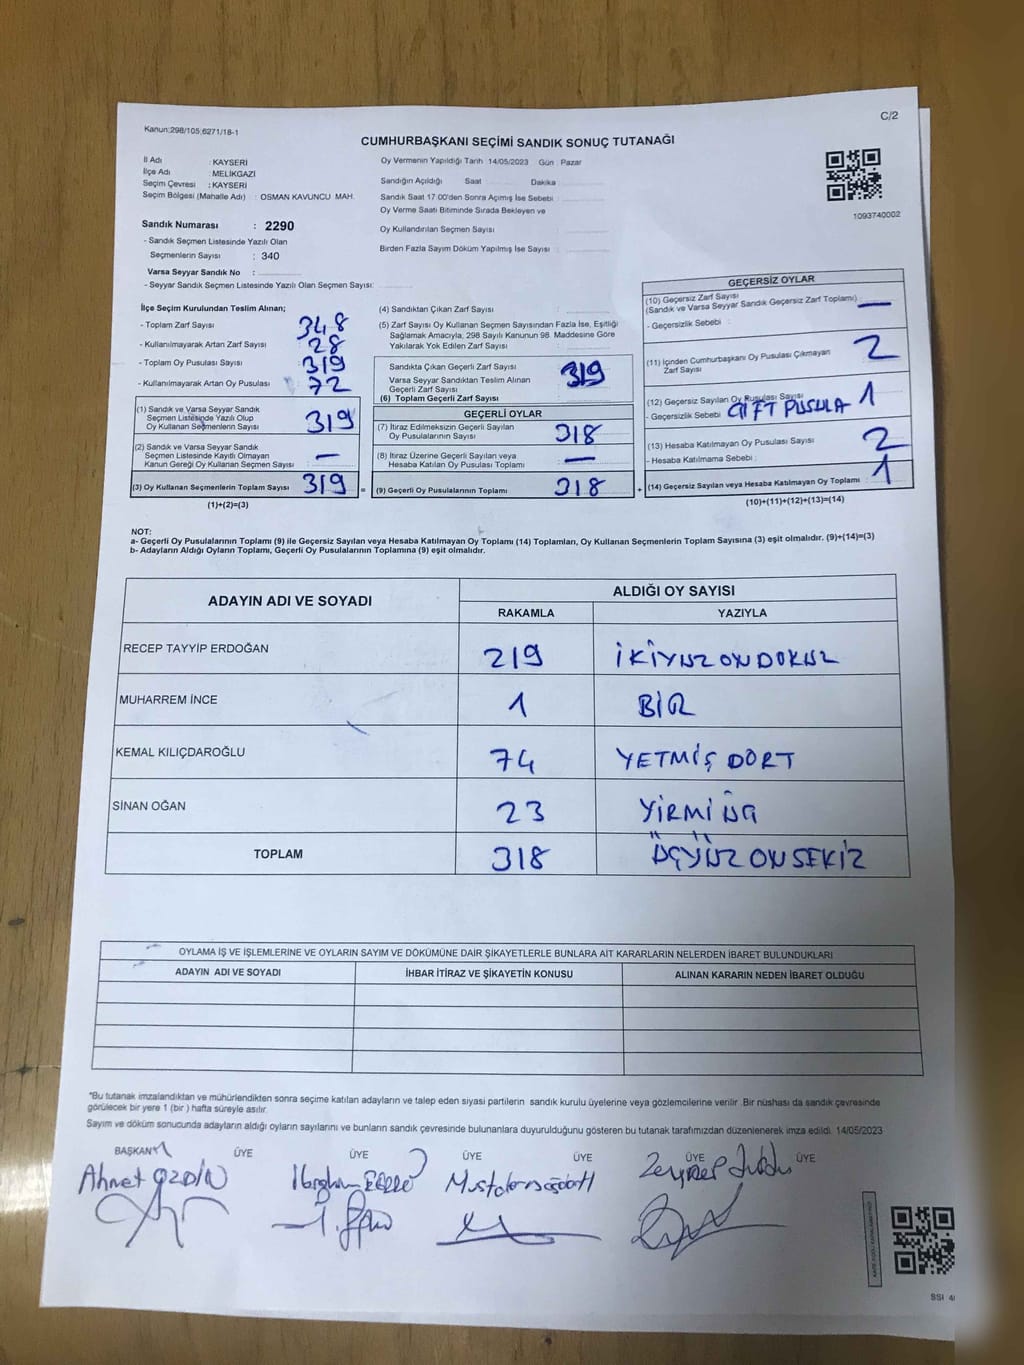 C/2
Kanun:298/105,6271/18-1
CUMHURBAŞKANI SEÇİMİ SANDIK SONUÇ TUTANAĞI
İl Adı : KAYSERİ
İlçe Adı : MELİKGAZİ
Seçim Çevresi : KAYSERİ
Seçim Bölgesi (Mahalle Adı) : OSMAN KAVUNCU MAH.
Oy Vermenin Yapıldığı Tarih 14/05/2023 Gün : Pazar
Sandığın Açıldığı Saat Dakika
Sandık Saat 17:00'den Sonra Açımış İse Sebebi :
Oy Verme Saati Bitiminde Sırada Bekleyen ve
Oy Kullandırılan Seçmen Sayısı :
Birden Fazla Sayım Döküm Yapılmış İse Sayısı :
1093740002
Sandık Numarası : 2290
- Sandık Seçmen Listesinde Yazılı Olan
Seçmenlerin Sayısı : 340
Varsa Seyyar Sandık No :
- Seyyar Sandık Seçmen Listesinde Yazılı Olan Seçmen Sayısı:
İlçe Seçim Kurulundan Teslim Alınan;
- Toplam Zarf Sayısı 348
- Kullanılmayarak Artan Zarf Sayısı 28
- Toplam Oy Pusulası Sayısı 319
- Kullanılmayarak Artan Oy Pusulası 72
(1) Sandık ve Varsa Seyyar Sandık
Seçmen Listesinde Yazılı Olup
Oy Kullanan Seçmenlerin Sayısı 319
(2) Sandık ve Varsa Seyyar Sandık
Seçmen Listesinde Kayıtlı Olmayan
Kanun Gereği Oy Kullanan Seçmen Sayısı —
(3) Oy Kullanan Seçmenlerin Toplam Sayısı 319
(1)+(2)=(3)
(4) Sandıktan Çıkan Zarf Sayısı
(5) Zarf Sayısı Oy Kullanan Seçmen Sayısından Fazla İse, Eşitliği
Sağlamak Amacıyla, 298 Sayılı Kanunun 98. Maddesine Göre
Yakılarak Yok Edilen Zarf Sayısı
Sandıkta Çıkan Geçerli Zarf Sayısı 319
Varsa Seyyar Sandıktan Teslim Alınan
Geçerli Zarf Sayısı
(6) Toplam Geçerli Zarf Sayısı
GEÇERLİ OYLAR
(7) İtiraz Edilmeksizin Geçerli Sayılan
Oy Pusulalarının Sayısı 318
(8) İtiraz Üzerine Geçerli Sayılan veya
Hesaba Katılan Oy Pusulası Toplamı —
= (9) Geçerli Oy Pusulalarının Toplamı 318
GEÇERSİZ OYLAR
(10) Geçersiz Zarf Sayısı
(Sandık ve Varsa Seyyar Sandık Geçersiz Zarf Toplamı) —
- Geçersizlik Sebebi :
(11) İçinden Cumhurbaşkanı Oy Pusulası Çıkmayan
Zarf Sayısı 2
(12) Geçersiz Sayılan Oy Pusulası Sayısı 1
- Geçersizlik Sebebi : ÇİFT PUSULA
(13) Hesaba Katılmayan Oy Pusulası Sayısı 2
- Hesaba Katılmama Sebebi :
+ (14) Geçersiz Sayılan veya Hesaba Katılmayan Oy Toplamı 1
(10)+(11)+(12)+(13)=(14)
NOT:
a- Geçerli Oy Pusulalarının Toplamı (9) ile Geçersiz Sayılan veya Hesaba Katılmayan Oy Toplamı (14) Toplamları, Oy Kullanan Seçmenlerin Toplam Sayısına (3) eşit olmalıdır. (9)+(14)=(3)
b- Adayların Aldığı Oyların Toplamı, Geçerli Oy Pusulalarının Toplamına (9) eşit olmalıdır.
ADAYIN ADI VE SOYADI
ALDIĞI OY SAYISI
RAKAMLA YAZIYLA
RECEP TAYYİP ERDOĞAN 219 İKİYÜZ ONDOKUZ
MUHARREM İNCE 1 BİR
KEMAL KILIÇDAROĞLU 74 YETMİŞ DÖRT
SİNAN OĞAN 23 YİRMİ ÜÇ
TOPLAM 318 ÜÇYÜZ ONSEKİZ
OYLAMA İŞ VE İŞLEMLERİNE VE OYLARIN SAYIM VE DÖKÜMÜNE DAİR ŞİKAYETLERLE BUNLARA AİT KARARLARIN NELERDEN İBARET BULUNDUKLARI
ADAYIN ADI VE SOYADI İHBAR İTİRAZ VE ŞİKAYETİN KONUSU ALINAN KARARIN NEDEN İBARET OLDUĞU
*Bu tutanak imzalandıktan ve mühürlendikten sonra seçime katılan adayların ve talep eden siyasi partilerin sandık kurulu üyelerine veya gözlemcilerine verilir. Bir nüshası da sandık çevresinde
görülecek bir yere 1 (bir) hafta süreyle asılır.
Sayım ve döküm sonucunda adayların aldığı oyların sayılarını ve bunların sandık çevresinde bulunanlara duyurulduğunu gösteren bu tutanak tarafımızdan düzenlenerek imza edildi. 14/05/2023
BAŞKAN ÜYE ÜYE ÜYE ÜYE ÜYE ÜYE
Ahmet ÖZDİN
SSI